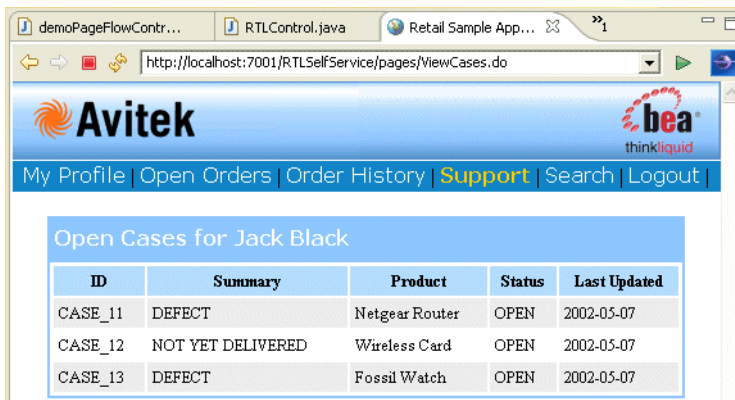 demoPageFlowContr... RTLControl.java Retail Sample App... »1
http://localhost:7001/RTLSelfService/pages/ViewCases.do
Avitek bea
thinkliquid
My Profile | Open Orders | Order History | Support | Search | Logout |
Open Cases for Jack Black
ID Summary Product Status Last Updated
CASE_11 DEFECT Netgear Router OPEN 2002-05-07
CASE_12 NOT YET DELIVERED Wireless Card OPEN 2002-05-07
CASE_13 DEFECT Fossil Watch OPEN 2002-05-07